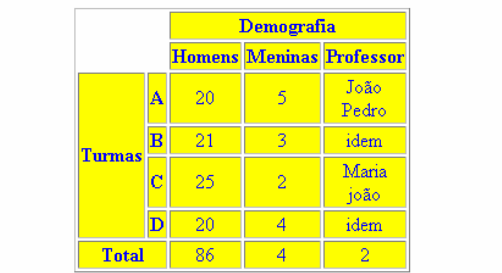 Demografia
Homens Meninas Professor
Turmas
A 20 5 João Pedro
B 21 3 idem
C 25 2 Maria joão
D 20 4 idem
Total 86 4 2